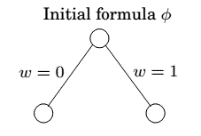 Initial formula ϕ
w = 0
w = 1